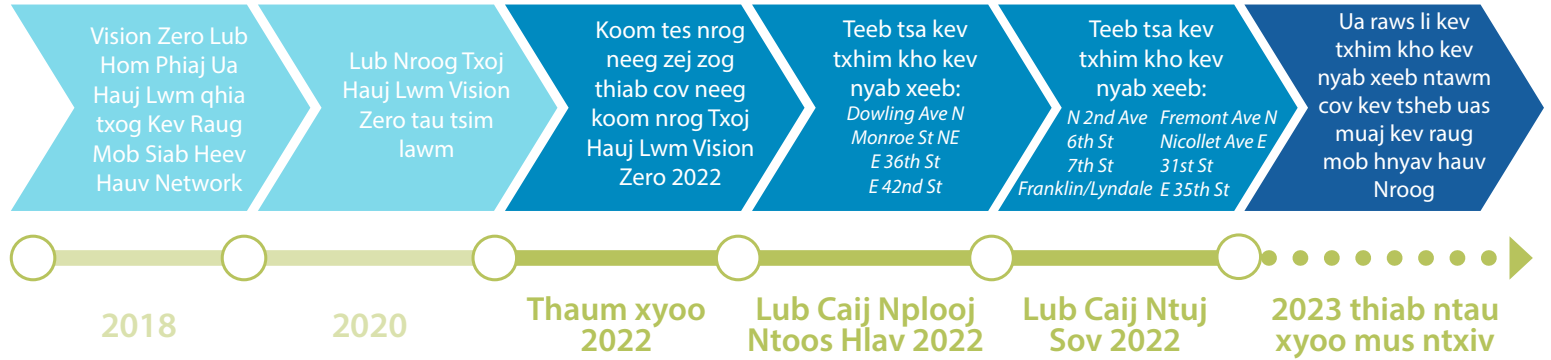 Vision Zero Lub
Hom Phiaj Ua
Hauj Lwm qhia
txog Kev Raug
Mob Siab Heev
Hauv Network
Lub Nroog Txoj
Hauj Lwm Vision
Zero tau tsim
lawm
Koom tes nrog
neeg zej zog
thiab cov neeg
koom nrog Txoj
Hauj Lwm Vision
Zero 2022
Teeb tsa kev
txhim kho kev
nyab xeeb:
Dowling Ave N
Monroe St NE
E 36th St
E 42nd St
Teeb tsa kev
txhim kho kev
nyab xeeb:
N 2nd Ave
6th St
7th St
Franklin/Lyndale
Fremont Ave N
Nicollet Ave E
31st St
E 35th St
Ua raws li kev
txhim kho kev
nyab xeeb ntawm
cov kev tsheb uas
muaj kev raug
mob hnyav hauv
Nroog
2018
2020
Thaum xyoo
2022
Lub Caij Nplooj
Ntoos Hlav 2022
Lub Caij Ntuj
Sov 2022
2023 thiab ntau
xyoo mus ntxiv